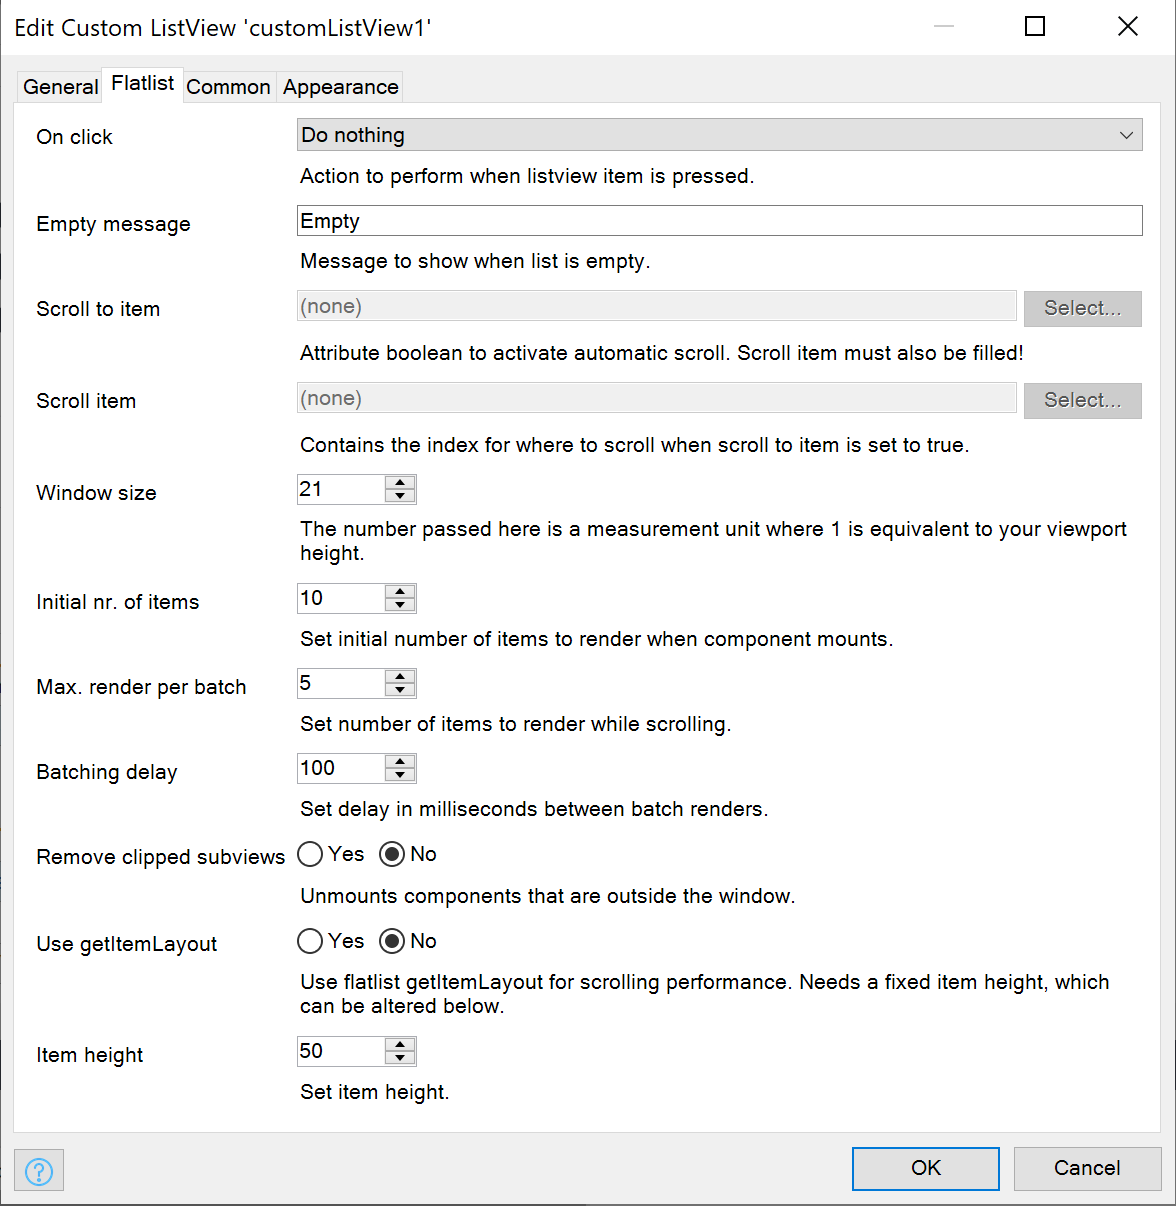 Edit Custom ListView 'customListView1'
General Flatlist Common Appearance
On click Do nothing
Action to perform when listview item is pressed.
Empty message Empty
Message to show when list is empty.
Scroll to item (none) Select...
Attribute boolean to activate automatic scroll. Scroll item must also be filled!
Scroll item (none) Select...
Contains the index for where to scroll when scroll to item is set to true.
Window size 21
The number passed here is a measurement unit where 1 is equivalent to your viewport
height.
Initial nr. of items 10
Set initial number of items to render when component mounts.
Max. render per batch 5
Set number of items to render while scrolling.
Batching delay 100
Set delay in milliseconds between batch renders.
Remove clipped subviews Yes No
Unmounts components that are outside the window.
Use getItemLayout Yes No
Use flatlist getItemLayout for scrolling performance. Needs a fixed item height, which
can be altered below.
Item height 50
Set item height.
? OK Cancel